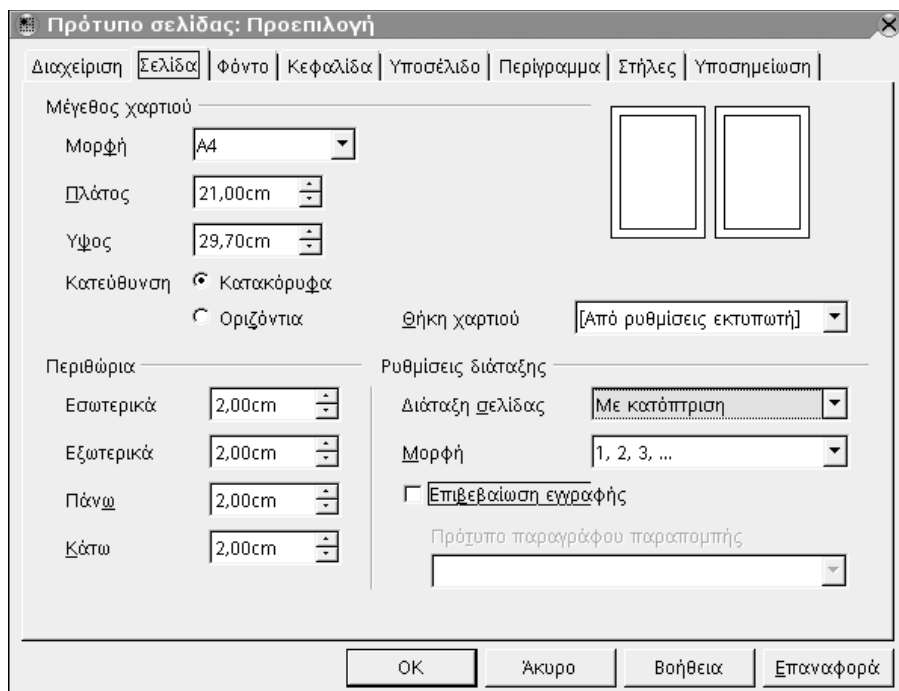 Πρότυπο σελίδας: Προεπιλογή
Διαχείριση Σελίδα Φόντο Κεφαλίδα Υποσέλιδο Περίγραμμα Στήλες Υποσημείωση
Μέγεθος χαρτιού
Μορφή A4
Πλάτος 21,00cm
Υψος 29,70cm
Κατεύθυνση Κατακόρυφα
Οριζόντια Θήκη χαρτιού [Από ρυθμίσεις εκτυπωτή]
Περιθώρια Ρυθμίσεις διάταξης
Εσωτερικά 2,00cm Διάταξη σελίδας Με κατόπτριση
Εξωτερικά 2,00cm Μορφή 1, 2, 3, ...
Πάνω 2,00cm Επιβεβαίωση εγγραφής
Πρότυπο παραγράφου παραπομπής
Κάτω 2,00cm
OK Άκυρο Βοήθεια Επαναφορά